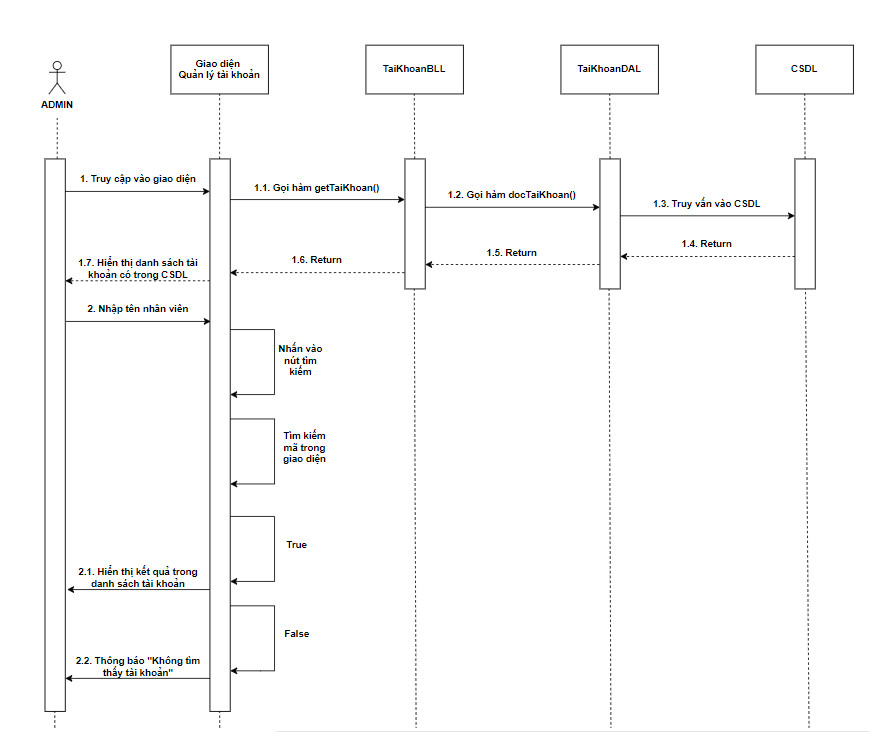 Giao diện
Quản lý tài khoản
TaiKhoanBLL
TaiKhoanDAL
CSDL
ADMIN
1. Truy cập vào giao diện
1.1. Gọi hàm getTaiKhoan()
1.2. Gọi hàm docTaiKhoan()
1.3. Truy vấn vào CSDL
1.4. Return
1.5. Return
1.6. Return
1.7. Hiển thị danh sách tài
khoản có trong CSDL
2. Nhập tên nhân viên
Nhấn vào
nút tìm
kiếm
Tìm kiếm
mã trong
giao diện
True
2.1. Hiển thị kết quả trong
danh sách tài khoản
False
2.2. Thông báo "Không tìm
thấy tài khoản"